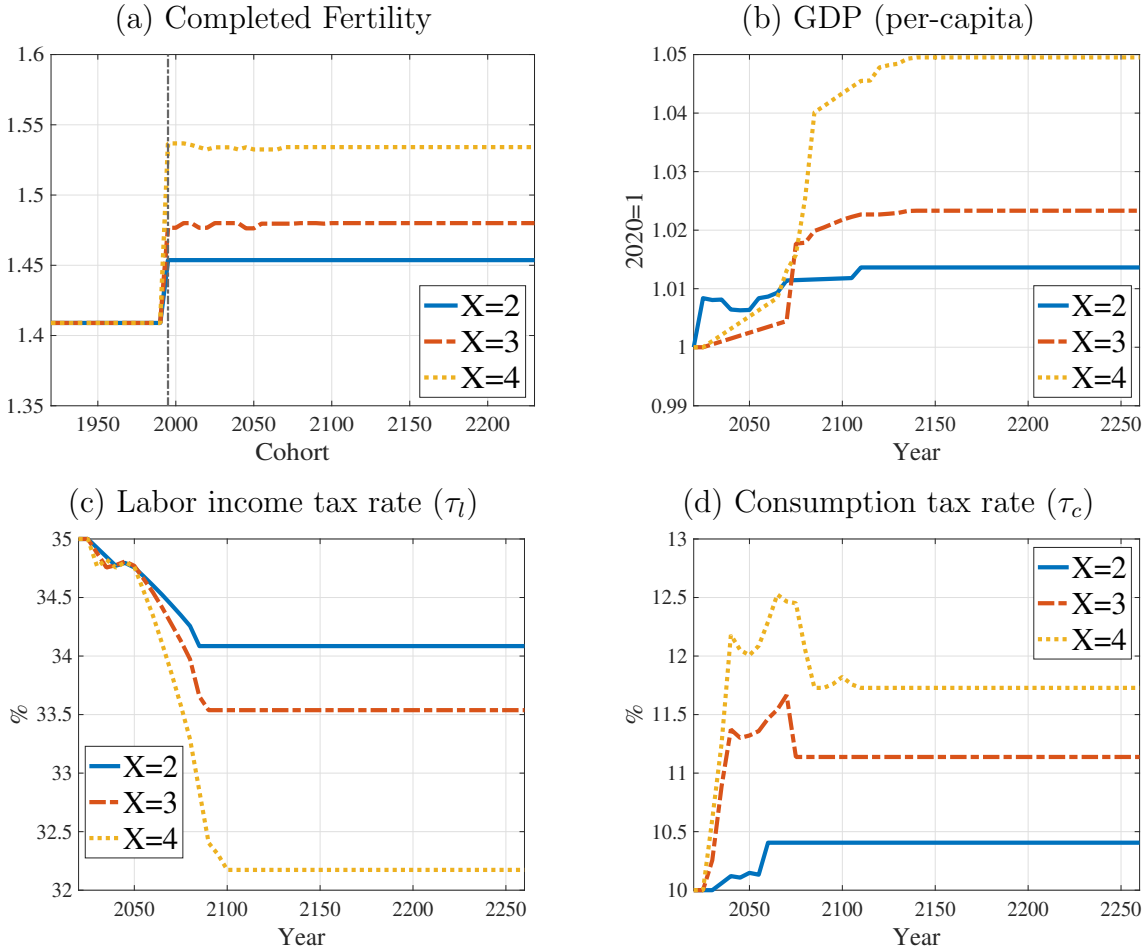 (a) Completed Fertility
1.6
1.55
1.5
1.45
1.4
1.35
1950 2000 2050 2100 2150 2200
Cohort
X=2
X=3
X=4
(b) GDP (per-capita)
1.05
1.04
1.03
1.02
1.01
1
0.99
2020=1
2050 2100 2150 2200 2250
Year
X=2
X=3
X=4
(c) Labor income tax rate (τl)
35
34.5
34
33.5
33
32.5
32
%
2050 2100 2150 2200 2250
Year
X=2
X=3
X=4
(d) Consumption tax rate (τc)
13
12.5
12
11.5
11
10.5
10
%
2050 2100 2150 2200 2250
Year
X=2
X=3
X=4